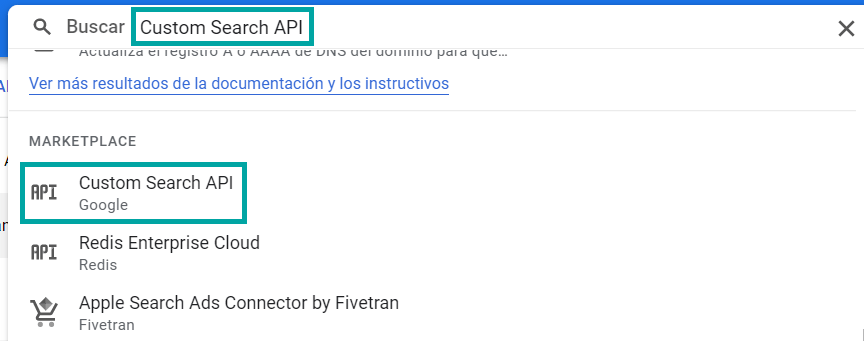 Buscar Custom Search API
Actualiza el registro A o AAAA de DNS del dominio para que…
Ver más resultados de la documentación y los instructivos
MARKETPLACE
Custom Search API
Google
Redis Enterprise Cloud
Redis
Apple Search Ads Connector by Fivetran
Fivetran